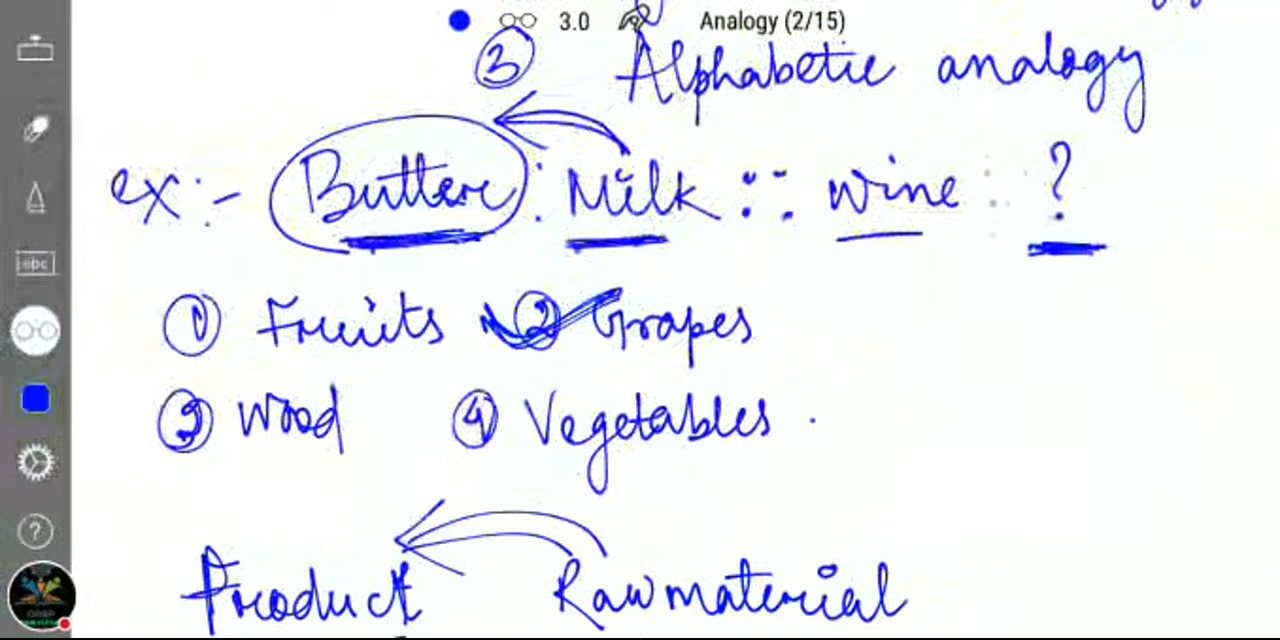 3.0 Analogy (2/15)
③ Alphabetic analogy
ex:- Butter : Milk :: wine : ?
① Fruits ② Grapes
③ Wood ④ Vegetables .
Product Rawmaterial
abc
?